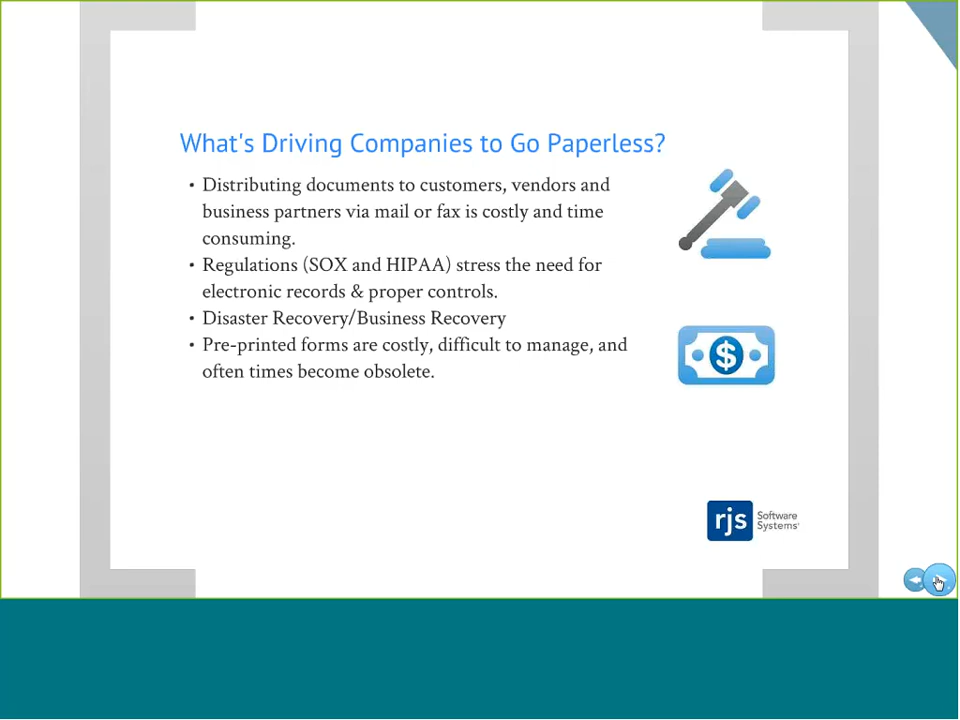 What's Driving Companies to Go Paperless?
• Distributing documents to customers, vendors and
business partners via mail or fax is costly and time
consuming.
• Regulations (SOX and HIPAA) stress the need for
electronic records & proper controls.
• Disaster Recovery/Business Recovery
• Pre-printed forms are costly, difficult to manage, and
often times become obsolete.
$
rjs Software
Systems